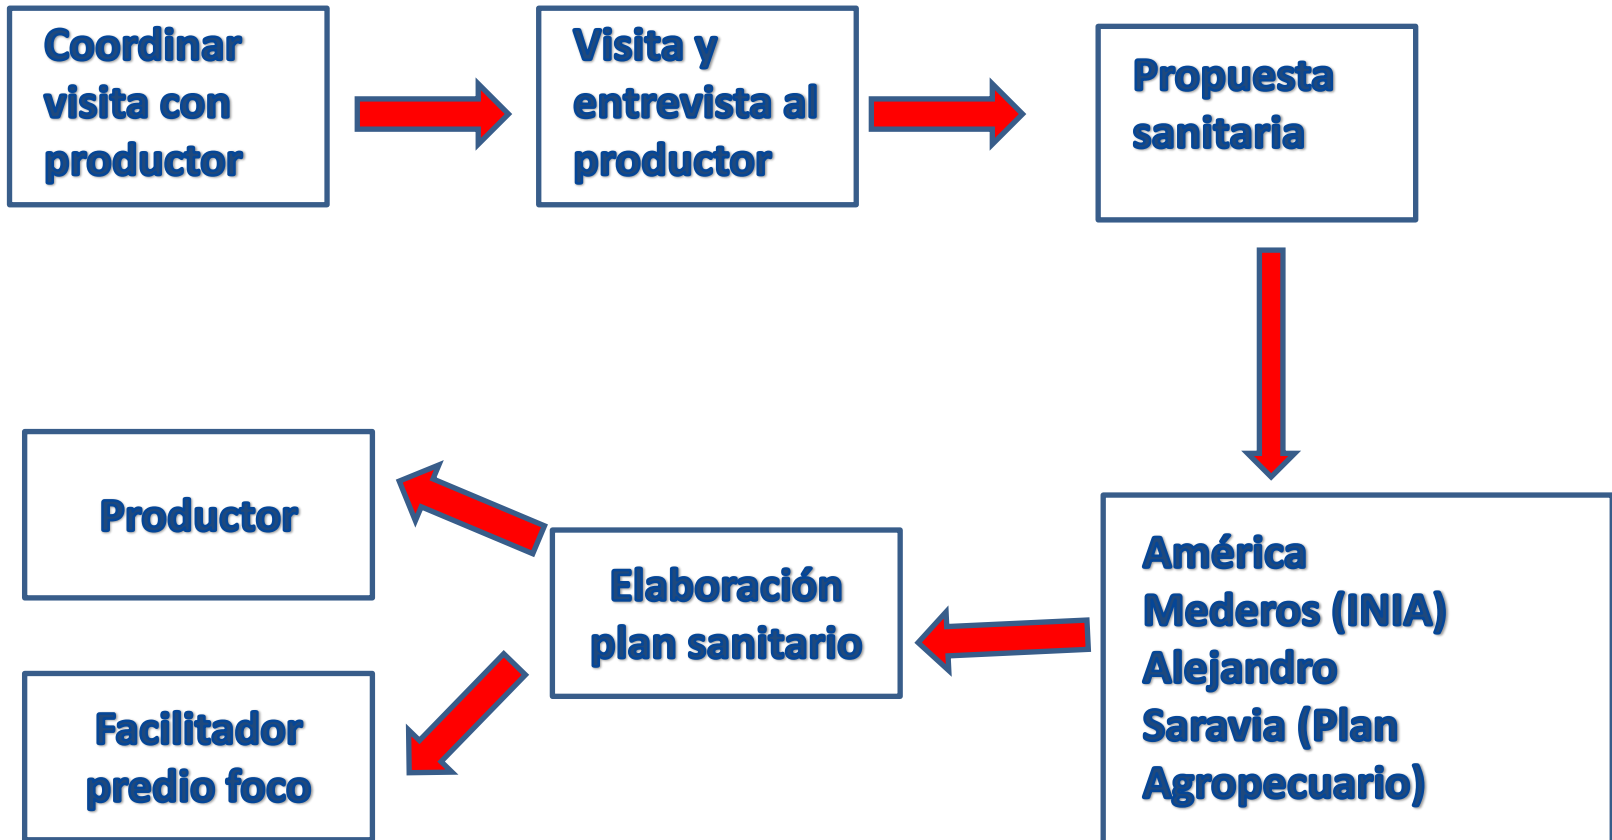 Coordinar
visita con
productor
Visita y
entrevista al
productor
Propuesta
sanitaria
América
Mederos (INIA)
Alejandro
Saravia (Plan
Agropecuario)
Elaboración
plan sanitario
Productor
Facilitador
predio foco